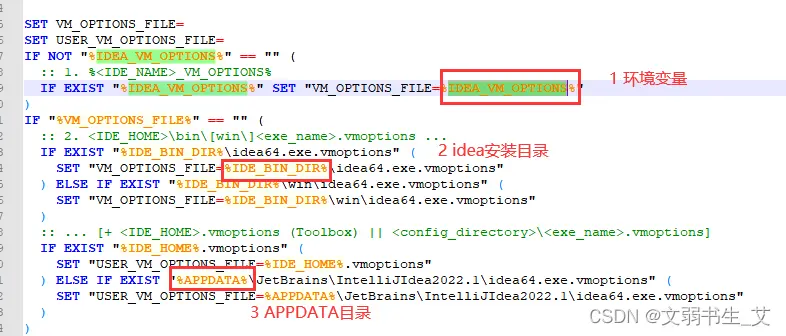 SET VM_OPTIONS_FILE=
SET USER_VM_OPTIONS_FILE=
IF NOT "%IDEA_VM_OPTIONS%" == "" (
:: 1. %<IDE_NAME>_VM_OPTIONS%
IF EXIST "%IDEA_VM_OPTIONS%" SET "VM_OPTIONS_FILE=%IDEA_VM_OPTIONS%"
1 环境变量
)
IF "%VM_OPTIONS_FILE%" == "" (
:: 2. <IDE_HOME>\bin\[win\]<exe_name>.vmoptions ...
IF EXIST "%IDE_BIN_DIR%\idea64.exe.vmoptions" (
2 idea安装目录
SET "VM_OPTIONS_FILE=%IDE_BIN_DIR%\idea64.exe.vmoptions"
) ELSE IF EXIST "%IDE_BIN_DIR%\win\idea64.exe.vmoptions" (
SET "VM_OPTIONS_FILE=%IDE_BIN_DIR%\win\idea64.exe.vmoptions"
)
:: ... [+ <IDE_HOME>.vmoptions (Toolbox) || <config_directory>\<exe_name>.vmoptions]
IF EXIST "%IDE_HOME%.vmoptions" (
SET "USER_VM_OPTIONS_FILE=%IDE_HOME%.vmoptions"
) ELSE IF EXIST "%APPDATA%\JetBrains\IntelliJIdea2022.1\idea64.exe.vmoptions" (
SET "USER_VM_OPTIONS_FILE=%APPDATA%\JetBrains\IntelliJIdea2022.1\idea64.exe.vmoptions"
)
3 APPDATA目录
)
CSDN @文弱书生_艾